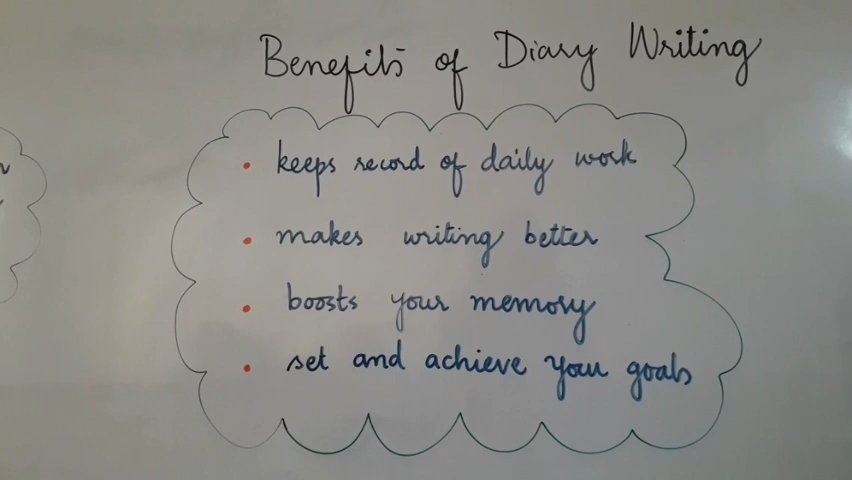 Benefits of Diary Writing
• keeps record of daily work
• makes writing better
• boosts your memory
• set and achieve your goals